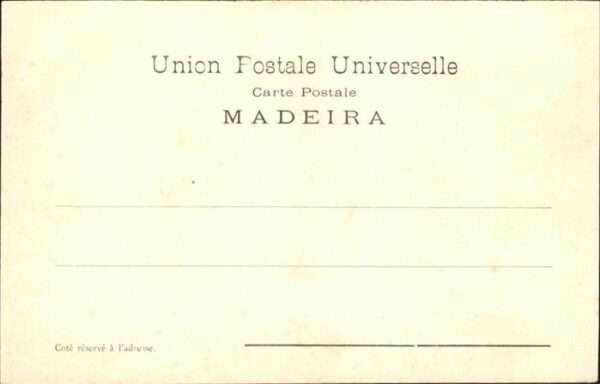 Union Postale Universelle
Carte Postale
MADEIRA
Coté réservé à l'adresse.